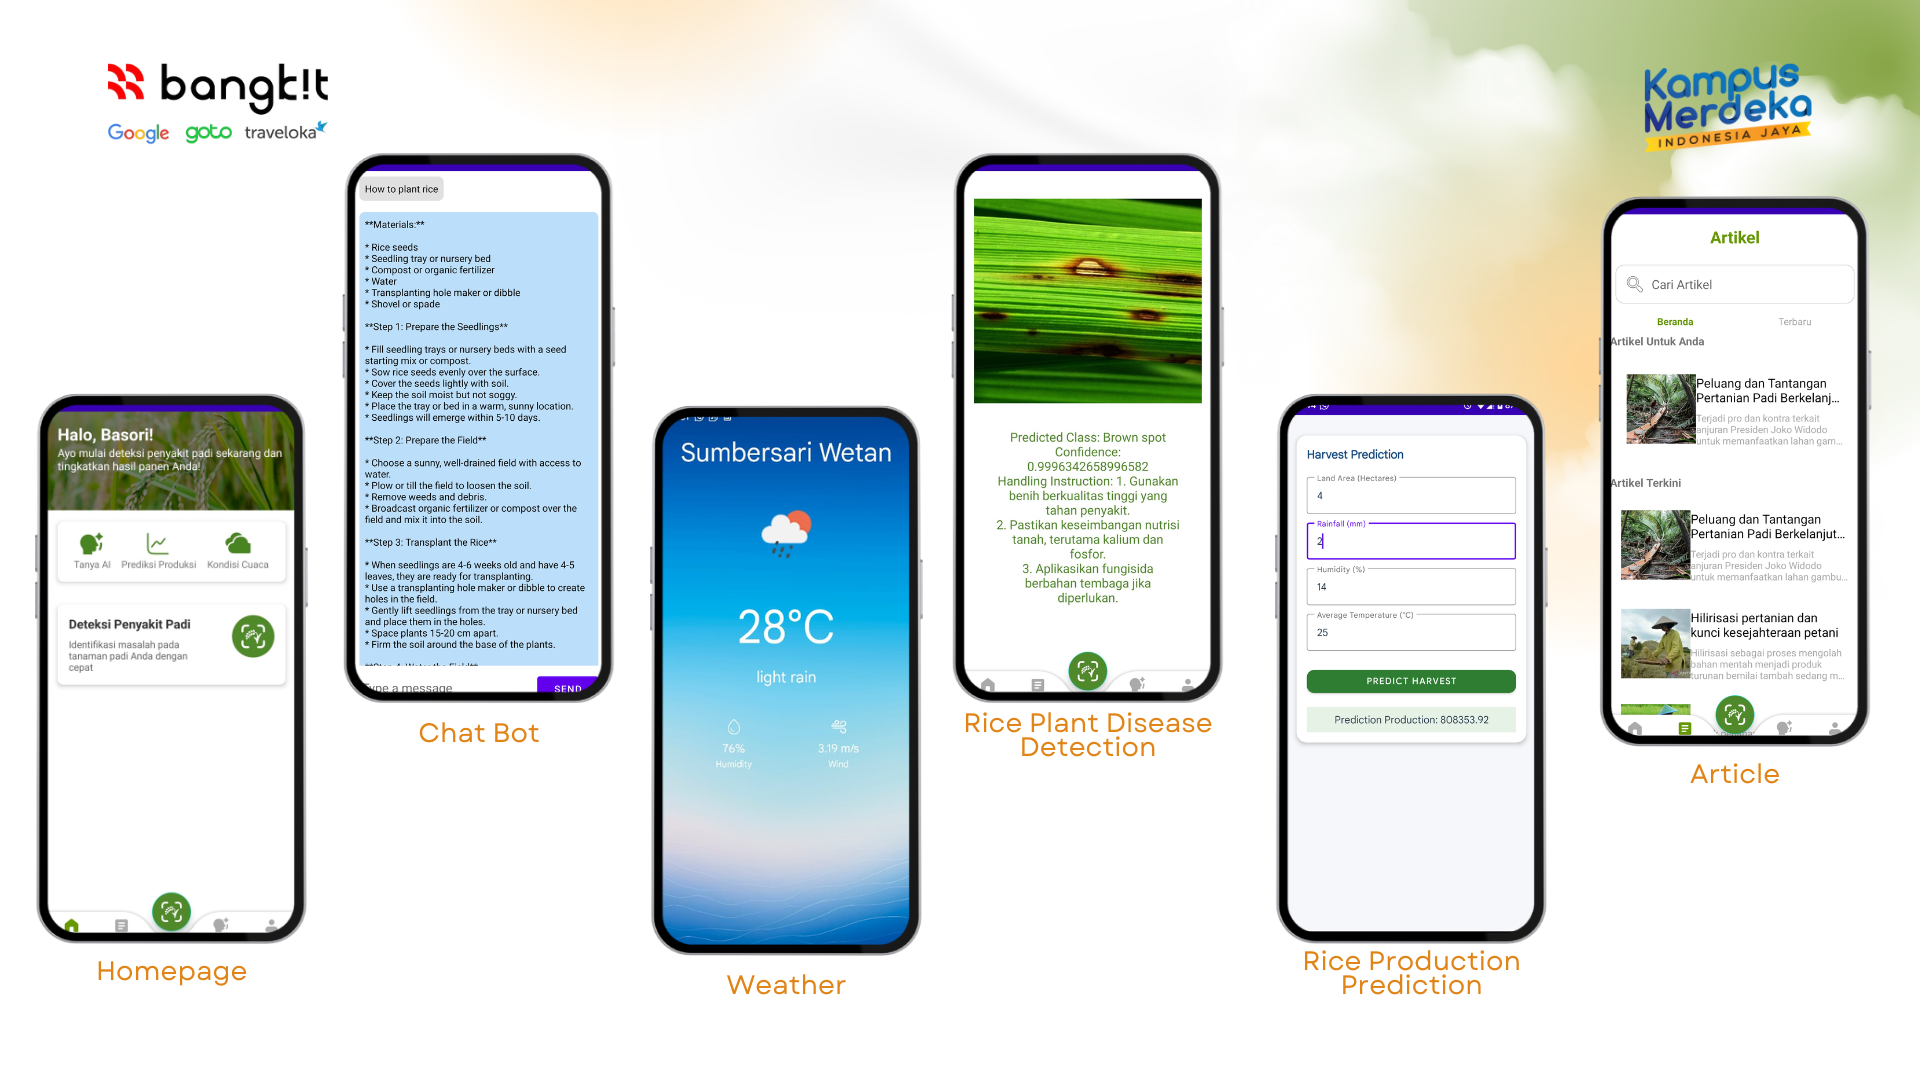 bangk!t
Google goto traveloka
Kampus
Merdeka
INDONESIA JAYA
Halo, Basori!
Ayo mulai deteksi penyakit padi sekarang dan
tingkatkan hasil panen Anda!
Tanya AI Prediksi Produksi Kondisi Cuaca
Deteksi Penyakit Padi
Identifikasi masalah pada
tanaman padi Anda dengan
cepat
Homepage
How to plant rice
**Materials:**
* Rice seeds
* Seedling tray or nursery bed
* Compost or organic fertilizer
* Water
* Transplanting hole maker or dibble
* Shovel or spade
**Step 1: Prepare the Seedlings**
* Fill seedling trays or nursery beds with a seed
starting mix or compost.
* Sow rice seeds evenly over the surface.
* Cover the seeds lightly with soil.
* Keep the soil moist but not soggy.
* Place the tray or bed in a warm, sunny location.
* Seedlings will emerge within 5-10 days.
**Step 2: Prepare the Field**
* Choose a sunny, well-drained field with access to
water.
* Plow or till the field to loosen the soil.
* Remove weeds and debris.
* Broadcast organic fertilizer or compost over the
field and mix it into the soil.
**Step 3: Transplant the Rice**
* When seedlings are 4-6 weeks old and have 4-5
leaves, they are ready for transplanting.
* Use a transplanting hole maker or dibble to create
holes in the field.
* Gently lift seedlings from the tray or nursery bed
and place them in the holes.
* Space plants 15-20 cm apart.
* Firm the soil around the base of the plants.
**Step 4: Water the Field**
Type a message SEND
Chat Bot
Sumbersari Wetan
28°C
light rain
76% 3.19 m/s
Humidity Wind
Weather
Predicted Class: Brown spot
Confidence:
0.9996342658996582
Handling Instruction: 1. Gunakan
benih berkualitas tinggi yang
tahan penyakit.
2. Pastikan keseimbangan nutrisi
tanah, terutama kalium dan
fosfor.
3. Aplikasikan fungisida
berbahan tembaga jika
diperlukan.
Rice Plant Disease
Detection
Harvest Prediction
Land Area (Hectares)
4
Rainfall (mm)
2
Humidity (%)
14
Average Temperature (°C)
25
PREDICT HARVEST
Prediction Production: 808353.92
Rice Production
Prediction
Artikel
Cari Artikel
Beranda Terbaru
Artikel Untuk Anda
Peluang dan Tantangan
Pertanian Padi Berkelanj...
Terjadi pro dan kontra terkait
anjuran Presiden Joko Widodo
untuk memanfaatkan lahan gam...
Artikel Terkini
Peluang dan Tantangan
Pertanian Padi Berkelanjut...
Terjadi pro dan kontra terkait
anjuran Presiden Joko Widodo
untuk memanfaatkan lahan gambu...
Hilirisasi pertanian dan
kunci kesejahteraan petani
Hilirisasi sebagai proses mengolah
bahan mentah menjadi produk
turunan bernilai tambah sedang m...
Article